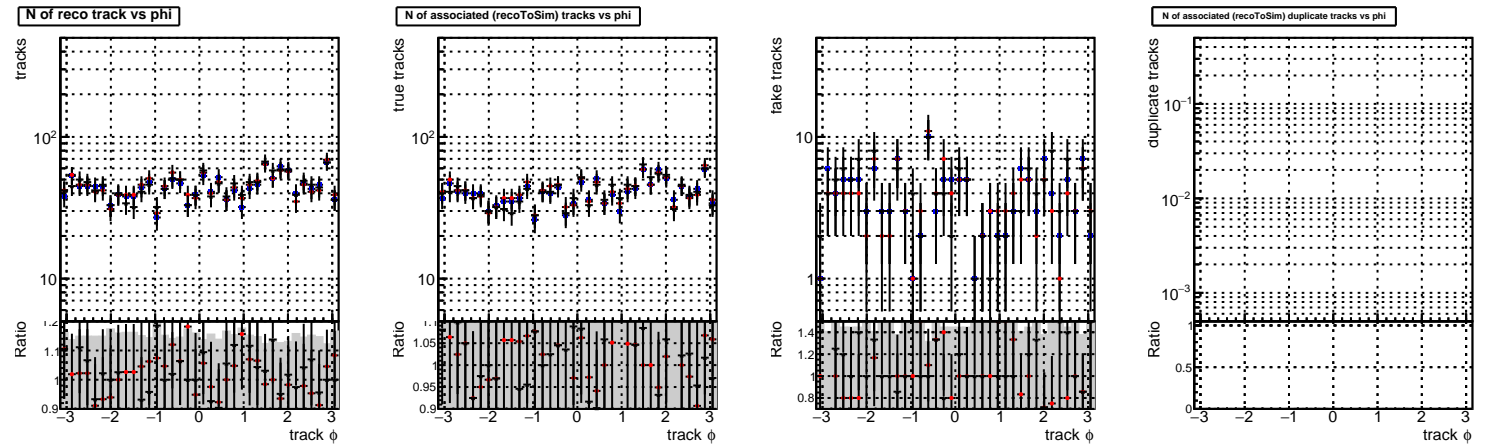 N of reco track vs phi
tracks
10²
10
Ratio
1.2
1.1
1
0.9
−3 −2 −1 0 1 2 3
track ϕ
N of associated (recoToSim) tracks vs phi
true tracks
10²
10
Ratio
1.1
1.05
1
0.95
0.9
−3 −2 −1 0 1 2 3
track ϕ
fake tracks
10
1
Ratio
1.4
1.2
1
0.8
−3 −2 −1 0 1 2 3
track ϕ
N of associated (recoToSim) duplicate tracks vs phi
duplicate tracks
10⁻¹
10⁻²
10⁻³
Ratio
1
0.5
0
−3 −2 −1 0 1 2 3
track ϕ